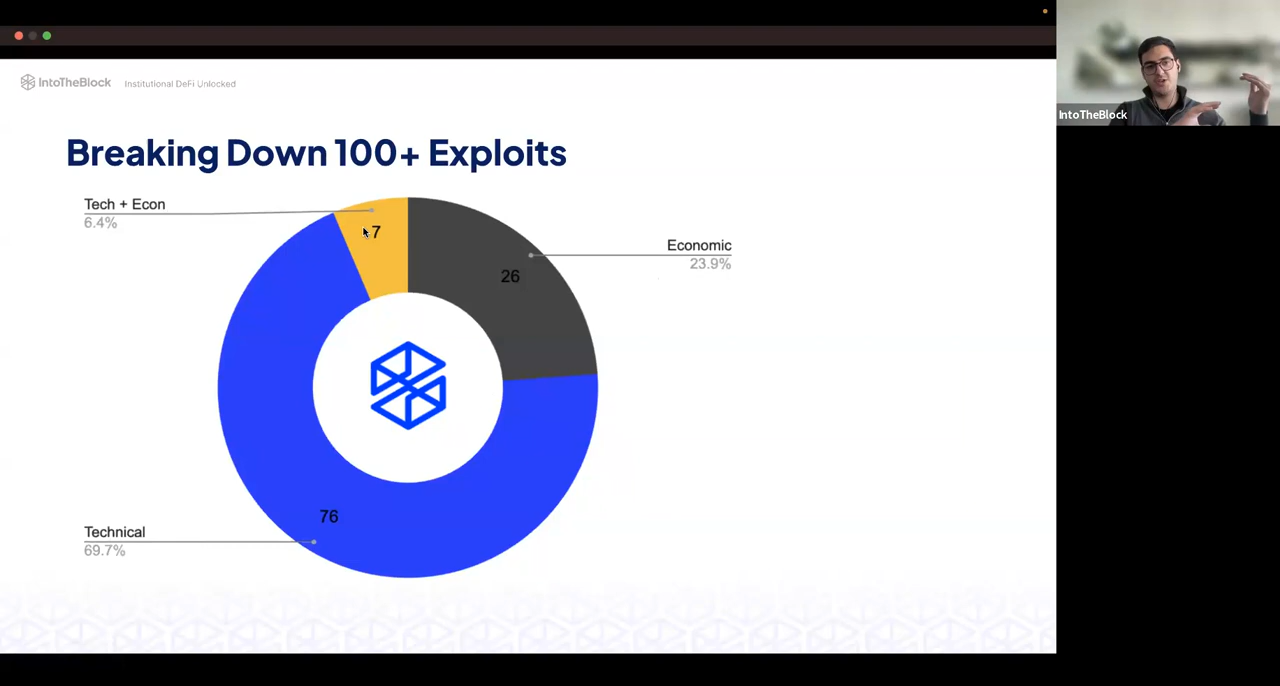 IntoTheBlock Institutional DeFi Unlocked
IntoTheBlock
Breaking Down 100+ Exploits
Tech + Econ
6.4%
7
Economic
23.9%
26
76
Technical
69.7%